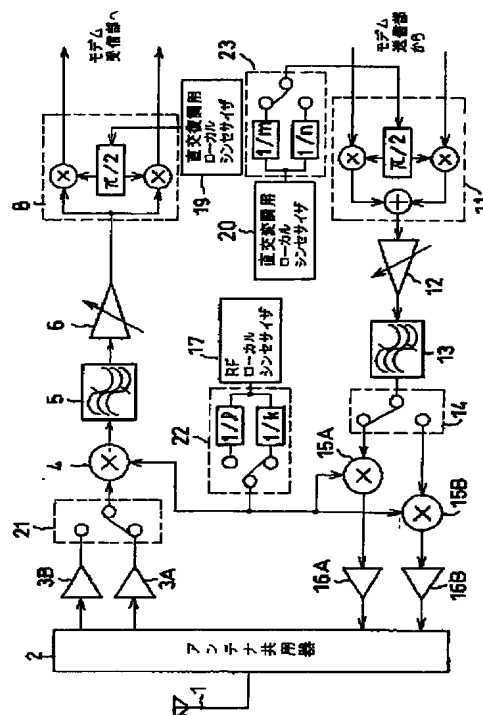 モデム
受信部へ
8
π/2
直交復調用
ローカル
シンセサイザ
19
23
1/m
1/n
直交変調用
ローカル
シンセサイザ
20
モデム
送信部
から
π/2
11
6
12
5
17
RF
ローカル
シンセサイザ
13
4
22
1/ℓ
1/k
14
21
15A
15B
3B
3A
16A
16B
2
アンテナ共用器
1